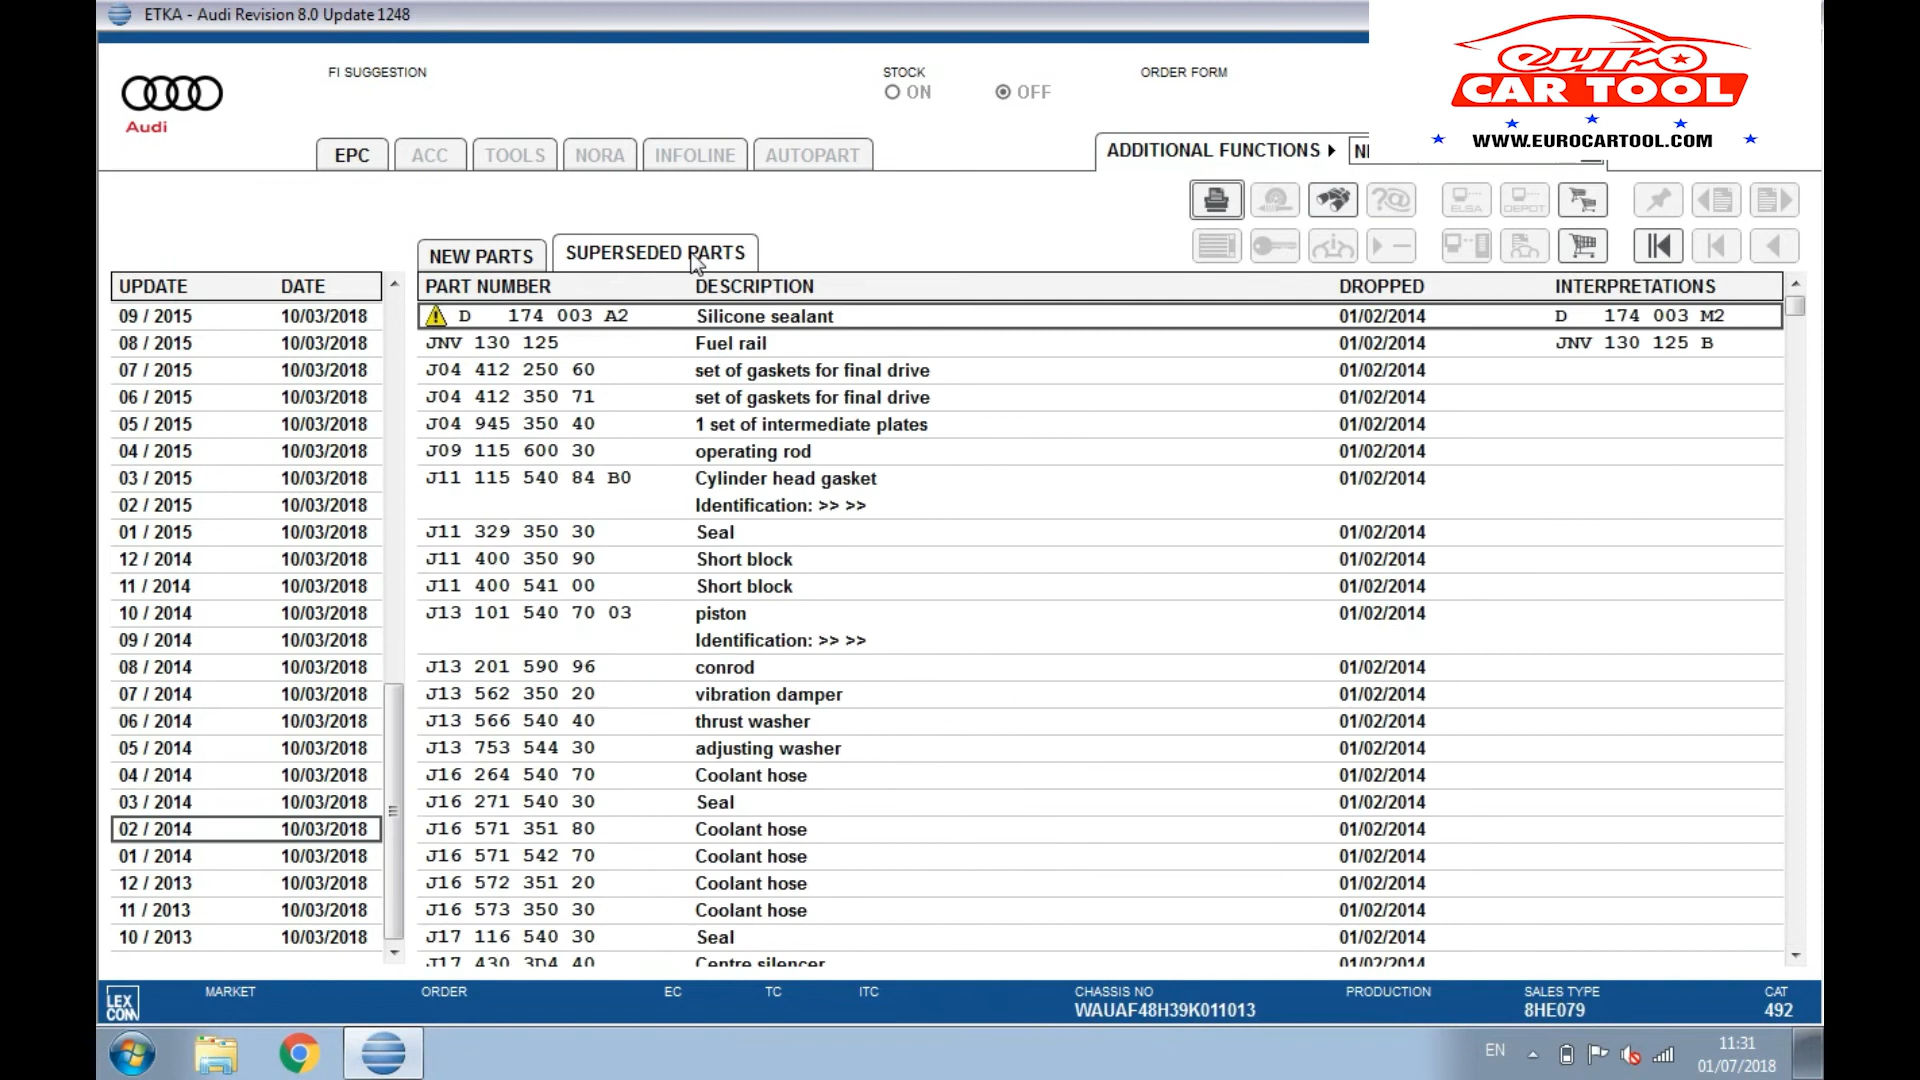 ETKA - Audi Revision 8.0 Update 1248
euro
CAR TOOL
WWW.EUROCARTOOL.COM
Audi
FI SUGGESTION
STOCK
ON OFF
ORDER FORM
EPC ACC TOOLS NORA INFOLINE AUTOPART
ADDITIONAL FUNCTIONS
?@ ELSA DEPOT
NEW PARTS SUPERSEDED PARTS
UPDATE DATE PART NUMBER DESCRIPTION DROPPED INTERPRETATIONS
09 / 2015 10/03/2018 D 174 003 A2 Silicone sealant 01/02/2014 D 174 003 M2
08 / 2015 10/03/2018 JNV 130 125 Fuel rail 01/02/2014 JNV 130 125 B
07 / 2015 10/03/2018 J04 412 250 60 set of gaskets for final drive 01/02/2014
06 / 2015 10/03/2018 J04 412 350 71 set of gaskets for final drive 01/02/2014
05 / 2015 10/03/2018 J04 945 350 40 1 set of intermediate plates 01/02/2014
04 / 2015 10/03/2018 J09 115 600 30 operating rod 01/02/2014
03 / 2015 10/03/2018 J11 115 540 84 B0 Cylinder head gasket 01/02/2014
02 / 2015 10/03/2018 Identification: >> >>
01 / 2015 10/03/2018 J11 329 350 30 Seal 01/02/2014
12 / 2014 10/03/2018 J11 400 350 90 Short block 01/02/2014
11 / 2014 10/03/2018 J11 400 541 00 Short block 01/02/2014
10 / 2014 10/03/2018 J13 101 540 70 03 piston 01/02/2014
09 / 2014 10/03/2018 Identification: >> >>
08 / 2014 10/03/2018 J13 201 590 96 conrod 01/02/2014
07 / 2014 10/03/2018 J13 562 350 20 vibration damper 01/02/2014
06 / 2014 10/03/2018 J13 566 540 40 thrust washer 01/02/2014
05 / 2014 10/03/2018 J13 753 544 30 adjusting washer 01/02/2014
04 / 2014 10/03/2018 J16 264 540 70 Coolant hose 01/02/2014
03 / 2014 10/03/2018 J16 271 540 30 Seal 01/02/2014
02 / 2014 10/03/2018 J16 571 351 80 Coolant hose 01/02/2014
01 / 2014 10/03/2018 J16 571 542 70 Coolant hose 01/02/2014
12 / 2013 10/03/2018 J16 572 351 20 Coolant hose 01/02/2014
11 / 2013 10/03/2018 J16 573 350 30 Coolant hose 01/02/2014
10 / 2013 10/03/2018 J17 116 540 30 Seal 01/02/2014
J17 430 3D4 40 Centre silencer 01/02/2014
LEX
COM
MARKET ORDER EC TC ITC CHASSIS NO PRODUCTION SALES TYPE CAT
WAUAF48H39K011013 8HE079 492
EN 11:31
01/07/2018